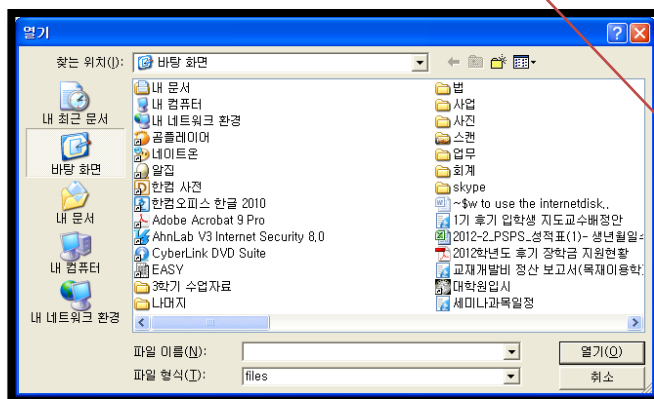 열기
찾는 위치(I):
바탕 화면
내 최근 문서
바탕 화면
내 문서
내 컴퓨터
내 네트워크 환경
내 문서
내 컴퓨터
내 네트워크 환경
곰플레이어
네이트온
알집
한컴 사전
한컴오피스 한글 2010
Adobe Acrobat 9 Pro
AhnLab V3 Internet Security 8,0
CyberLink DVD Suite
EASY
3학기 수업자료
나머지
법
사업
사진
스캔
업무
회계
skype
~$w to use the internetdisk,,
1기 후기 입학생 지도교수배정안
2012-2_PSPS_성적표(1)- 생년월일
2012학년도 후기 장학금 지원현황
교재개발비 정산 보고서(목재미용학
대학원입시
세미나과목일정
파일 이름(N):
파일 형식(T):
files
열기(O)
취소